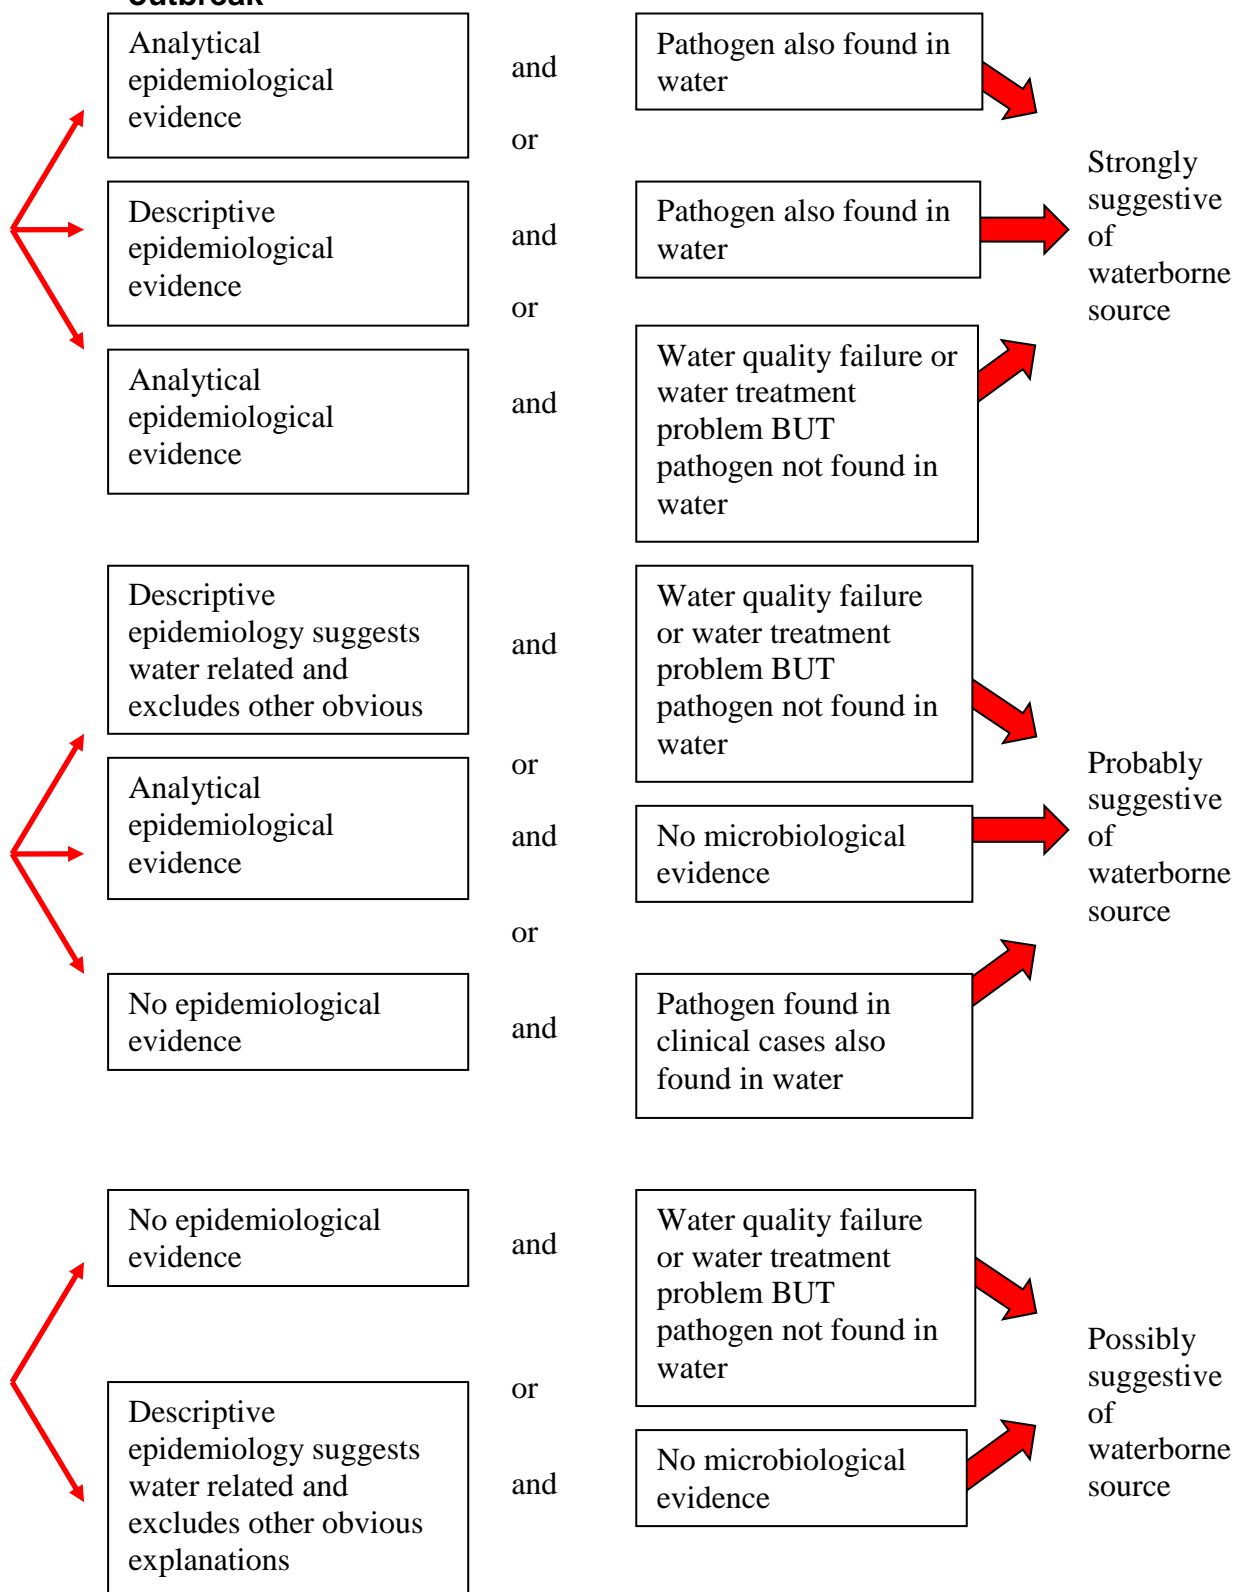 outbreak
Analytical
epidemiological
evidence
and
Pathogen also found in
water
or
Descriptive
epidemiological
evidence
and
Pathogen also found in
water
or
Analytical
epidemiological
evidence
and
Water quality failure or
water treatment
problem BUT
pathogen not found in
water
Strongly
suggestive
of
waterborne
source
Descriptive
epidemiology suggests
water related and
excludes other obvious
and
Water quality failure
or water treatment
problem BUT
pathogen not found in
water
or
Analytical
epidemiological
evidence
and
No microbiological
evidence
or
No epidemiological
evidence
and
Pathogen found in
clinical cases also
found in water
Probably
suggestive
of
waterborne
source
No epidemiological
evidence
and
Water quality failure
or water treatment
problem BUT
pathogen not found in
water
or
Descriptive
epidemiology suggests
water related and
excludes other obvious
explanations
and
No microbiological
evidence
Possibly
suggestive
of
waterborne
source